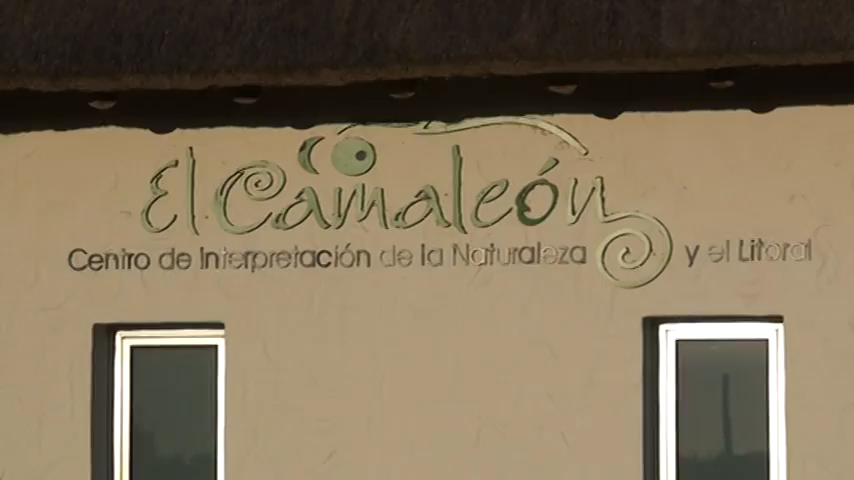 El Camaleón
Centro de Interpretación de la Naturaleza y el Litoral